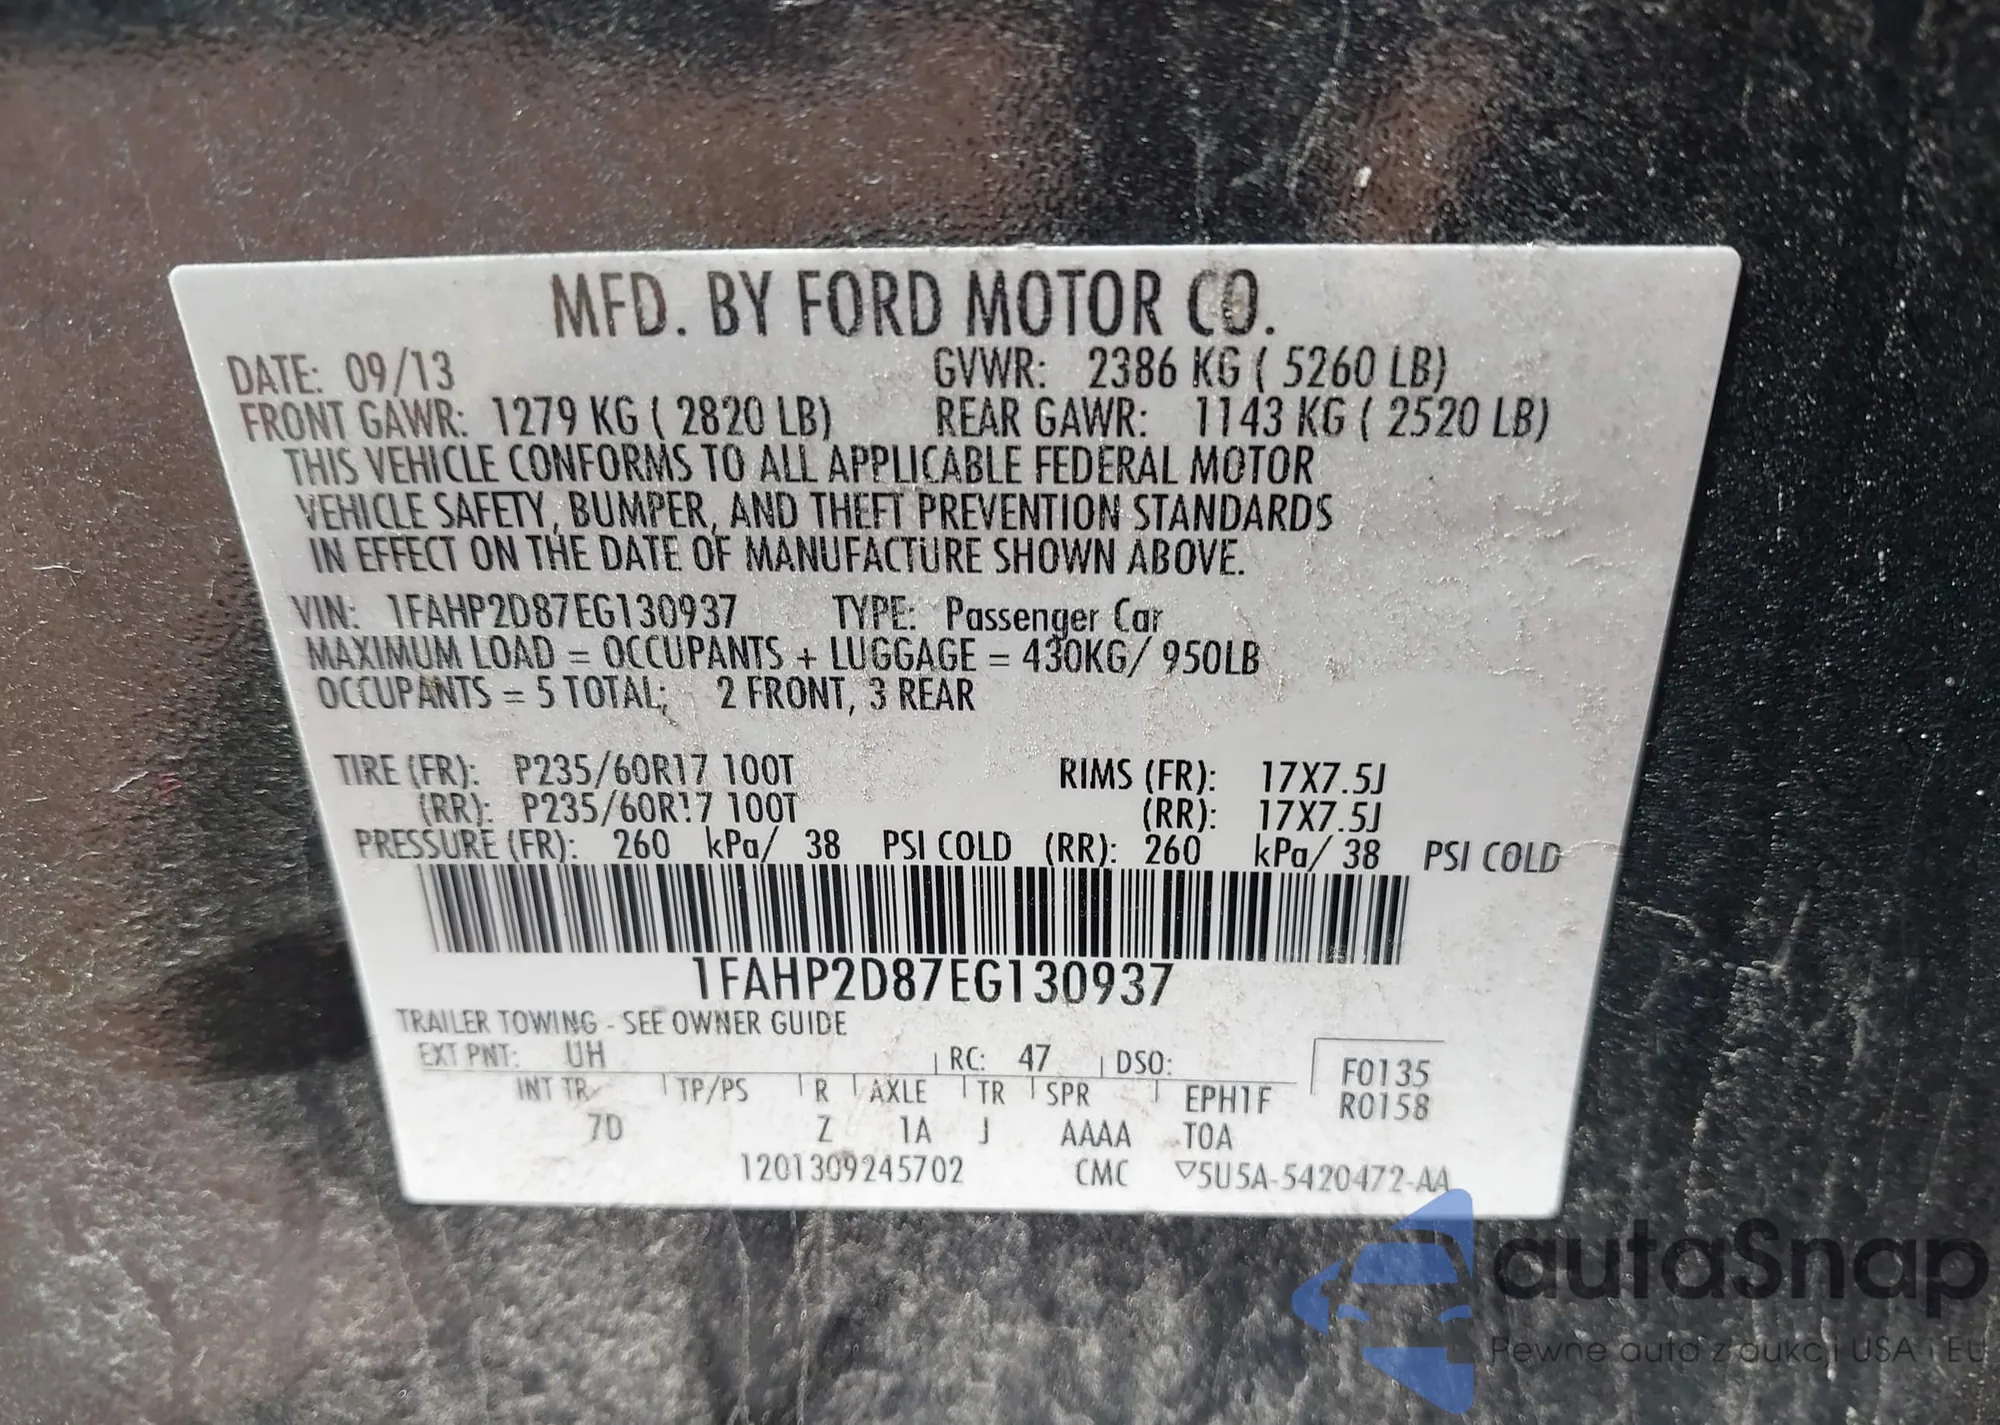 MFD. BY FORD MOTOR CO.
DATE: 09/13 GVWR: 2386 KG ( 5260 LB)
FRONT GAWR: 1279 KG ( 2820 LB) REAR GAWR: 1143 KG ( 2520 LB)
THIS VEHICLE CONFORMS TO ALL APPLICABLE FEDERAL MOTOR
VEHICLE SAFETY, BUMPER, AND THEFT PREVENTION STANDARDS
IN EFFECT ON THE DATE OF MANUFACTURE SHOWN ABOVE.
VIN: 1FAHP2D87EG130937 TYPE: Passenger Car
MAXIMUM LOAD = OCCUPANTS + LUGGAGE = 430KG/ 950LB
OCCUPANTS = 5 TOTAL; 2 FRONT, 3 REAR
TIRE (FR): P235/60R17 100T RIMS (FR): 17X7.5J
(RR): P235/60R17 100T (RR): 17X7.5J
PRESSURE (FR): 260 kPa/ 38 PSI COLD (RR): 260 kPa/ 38 PSI COLD
1FAHP2D87EG130937
TRAILER TOWING - SEE OWNER GUIDE
EXT PNT: UH RC: 47 DSO: F0135
INT TR TP/PS R AXLE TR SPR EPH1F R0158
7D Z 1A J AAAA TOA
1201309245702 CMC ▽5U5A-5420472-AA
autaSnap
Pewne auta z aukcji USA i EU